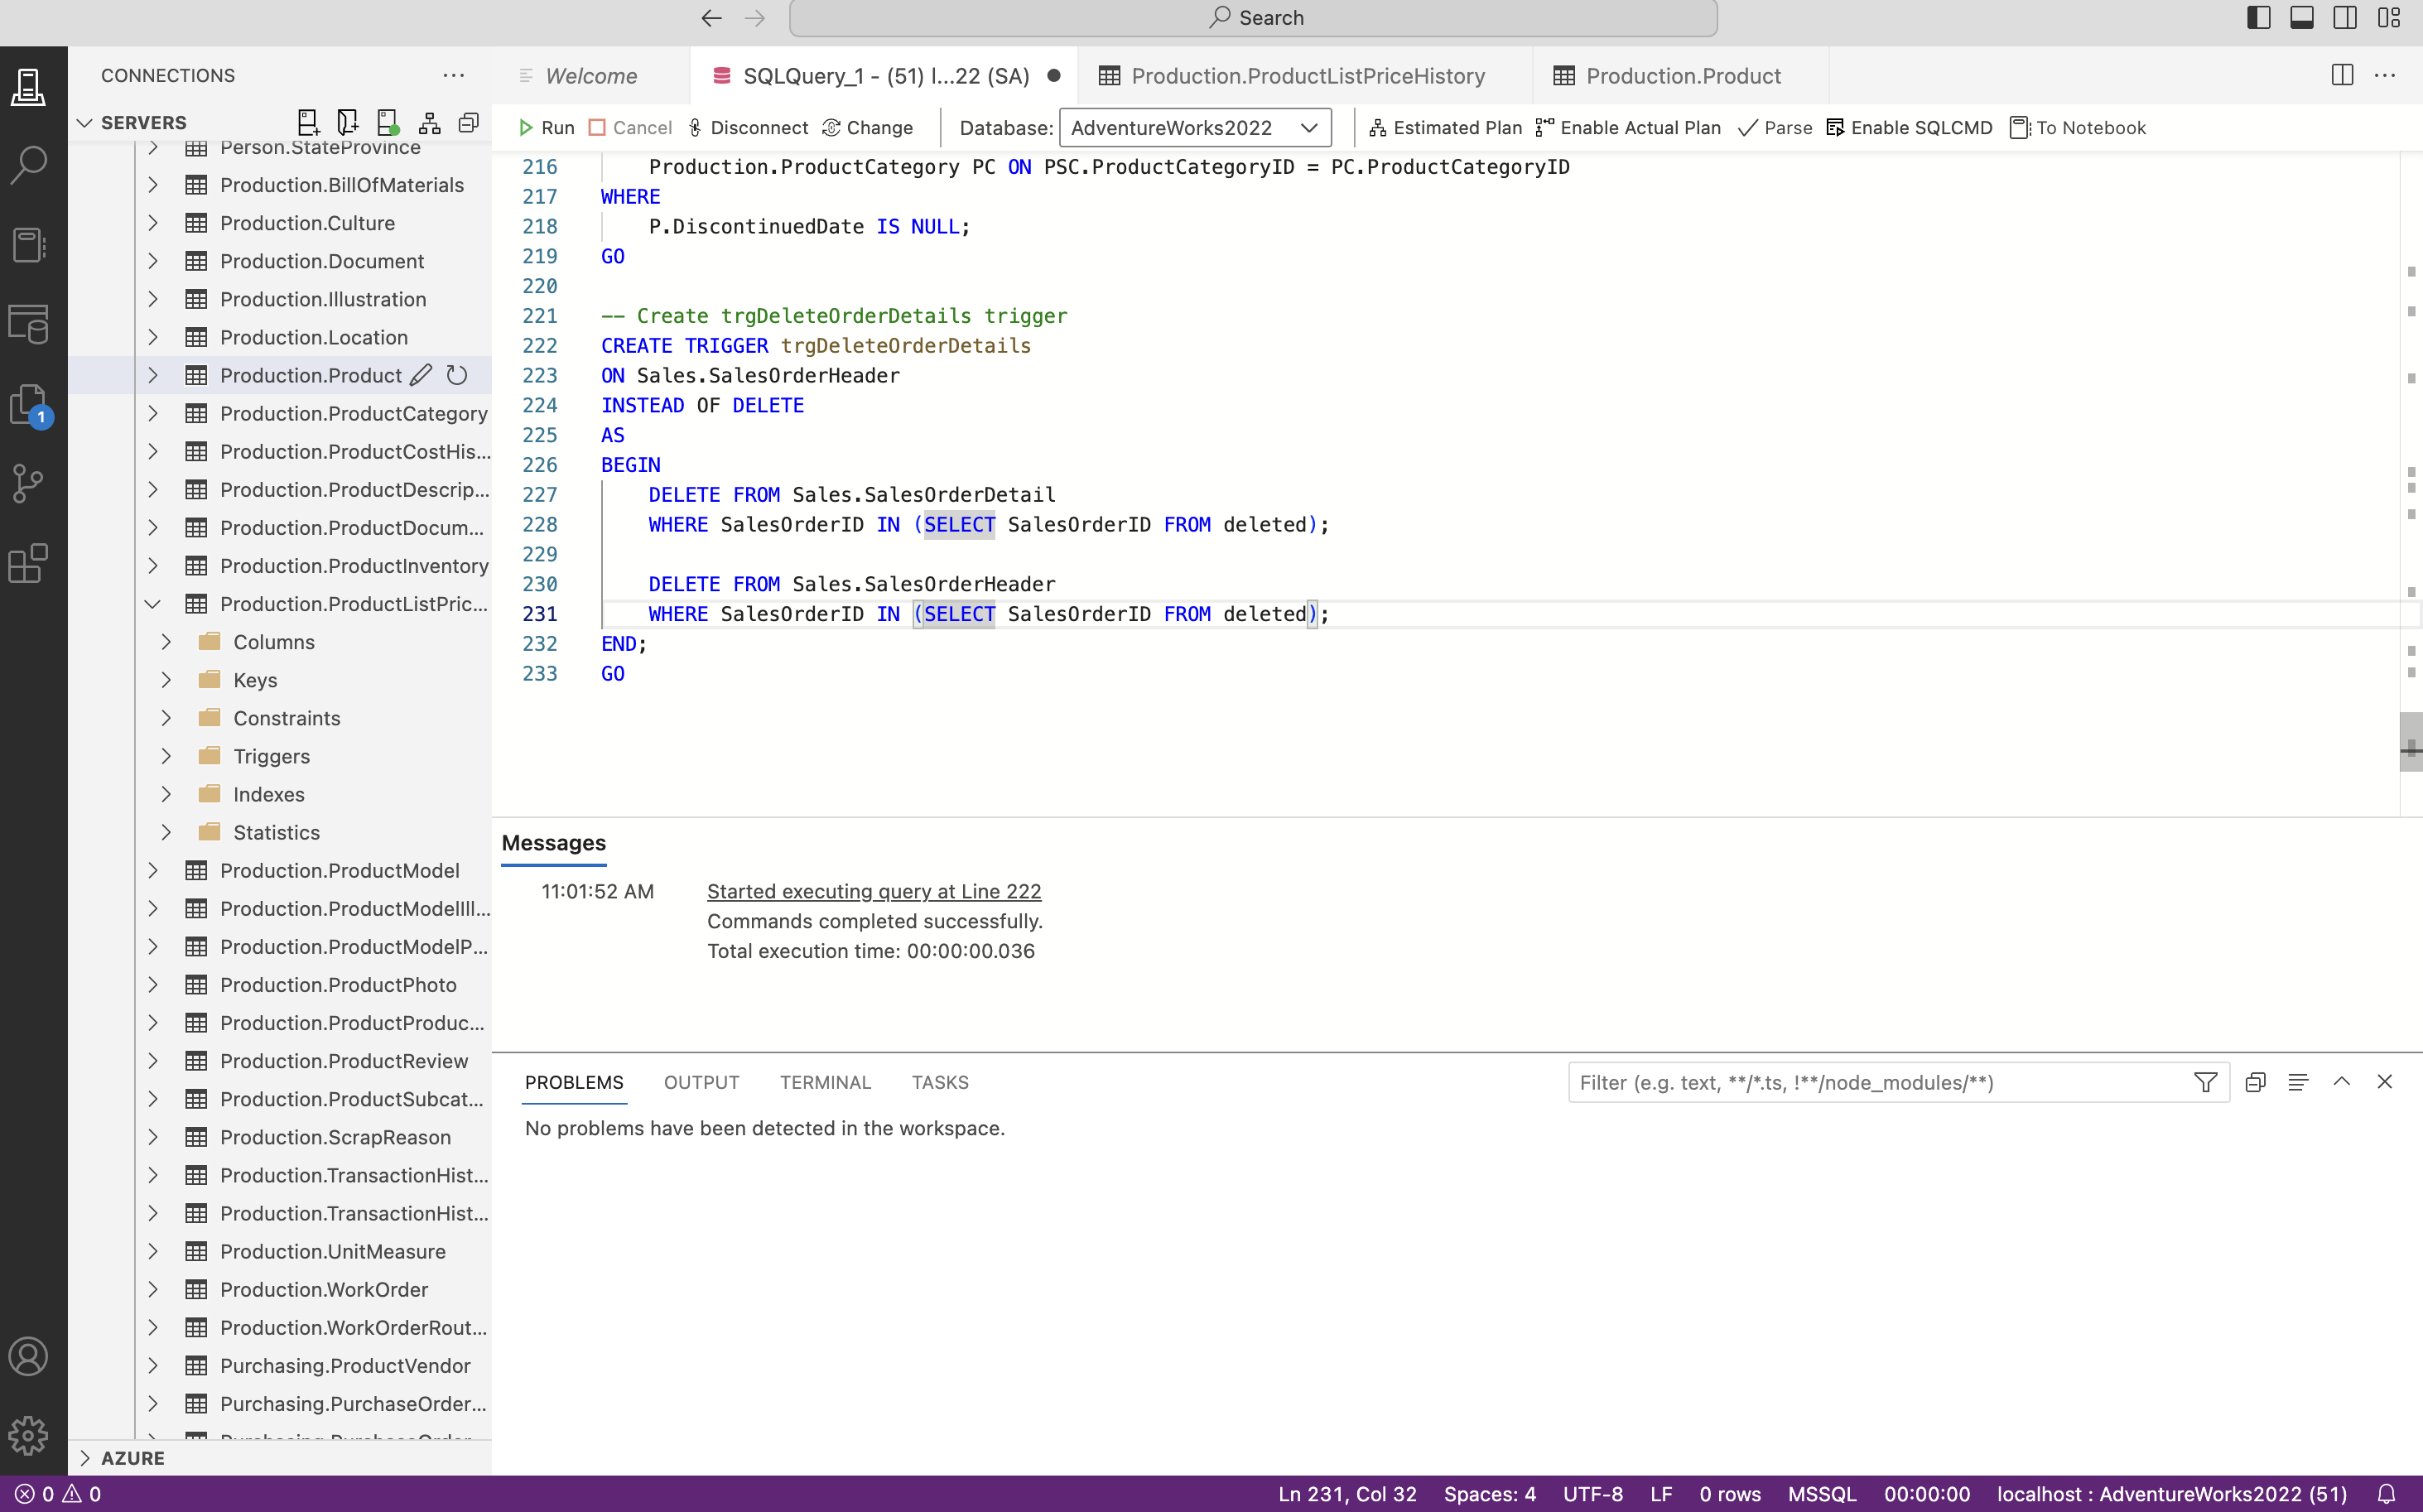 Search
CONNECTIONS
SERVERS
Person.StateProvince
Production.BillOfMaterials
Production.Culture
Production.Document
Production.Illustration
Production.Location
Production.Product
Production.ProductCategory
Production.ProductCostHis...
Production.ProductDescrip...
Production.ProductDocum...
Production.ProductInventory
Production.ProductListPric...
Columns
Keys
Constraints
Triggers
Indexes
Statistics
Production.ProductModel
Production.ProductModelIll...
Production.ProductModelP...
Production.ProductPhoto
Production.ProductProduc...
Production.ProductReview
Production.ProductSubcat...
Production.ScrapReason
Production.TransactionHist...
Production.TransactionHist...
Production.UnitMeasure
Production.WorkOrder
Production.WorkOrderRout...
Purchasing.ProductVendor
Purchasing.PurchaseOrder...
AZURE
1
Welcome
SQLQuery_1 - (51) l...22 (SA)
Production.ProductListPriceHistory
Production.Product
Run Cancel Disconnect Change Database: AdventureWorks2022 Estimated Plan Enable Actual Plan Parse Enable SQLCMD To Notebook
216 Production.ProductCategory PC ON PSC.ProductCategoryID = PC.ProductCategoryID
217 WHERE
218 P.DiscontinuedDate IS NULL;
219 GO
220
221 -- Create trgDeleteOrderDetails trigger
222 CREATE TRIGGER trgDeleteOrderDetails
223 ON Sales.SalesOrderHeader
224 INSTEAD OF DELETE
225 AS
226 BEGIN
227 DELETE FROM Sales.SalesOrderDetail
228 WHERE SalesOrderID IN (SELECT SalesOrderID FROM deleted);
229
230 DELETE FROM Sales.SalesOrderHeader
231 WHERE SalesOrderID IN (SELECT SalesOrderID FROM deleted);
232 END;
233 GO
Messages
11:01:52 AM Started executing query at Line 222
Commands completed successfully.
Total execution time: 00:00:00.036
PROBLEMS OUTPUT TERMINAL TASKS
Filter (e.g. text, **/*.ts, !**/node_modules/**)
No problems have been detected in the workspace.
0 0
Ln 231, Col 32 Spaces: 4 UTF-8 LF 0 rows MSSQL 00:00:00 localhost : AdventureWorks2022 (51)